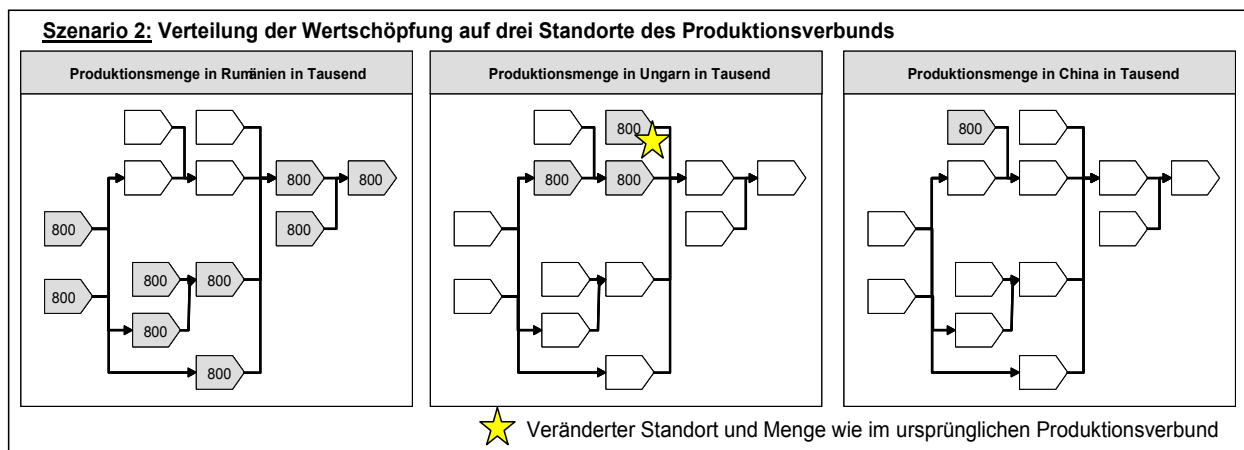 Szenario 2: Verteilung der Wertschöpfung auf drei Standorte des Produktionsverbunds
Produktionsmenge in Rumänien in Tausend
800
800
800
800
800
800
800
800
800
Produktionsmenge in Ungarn in Tausend
800
800
800
Produktionsmenge in China in Tausend
800
Veränderter Standort und Menge wie im ursprünglichen Produktionsverbund